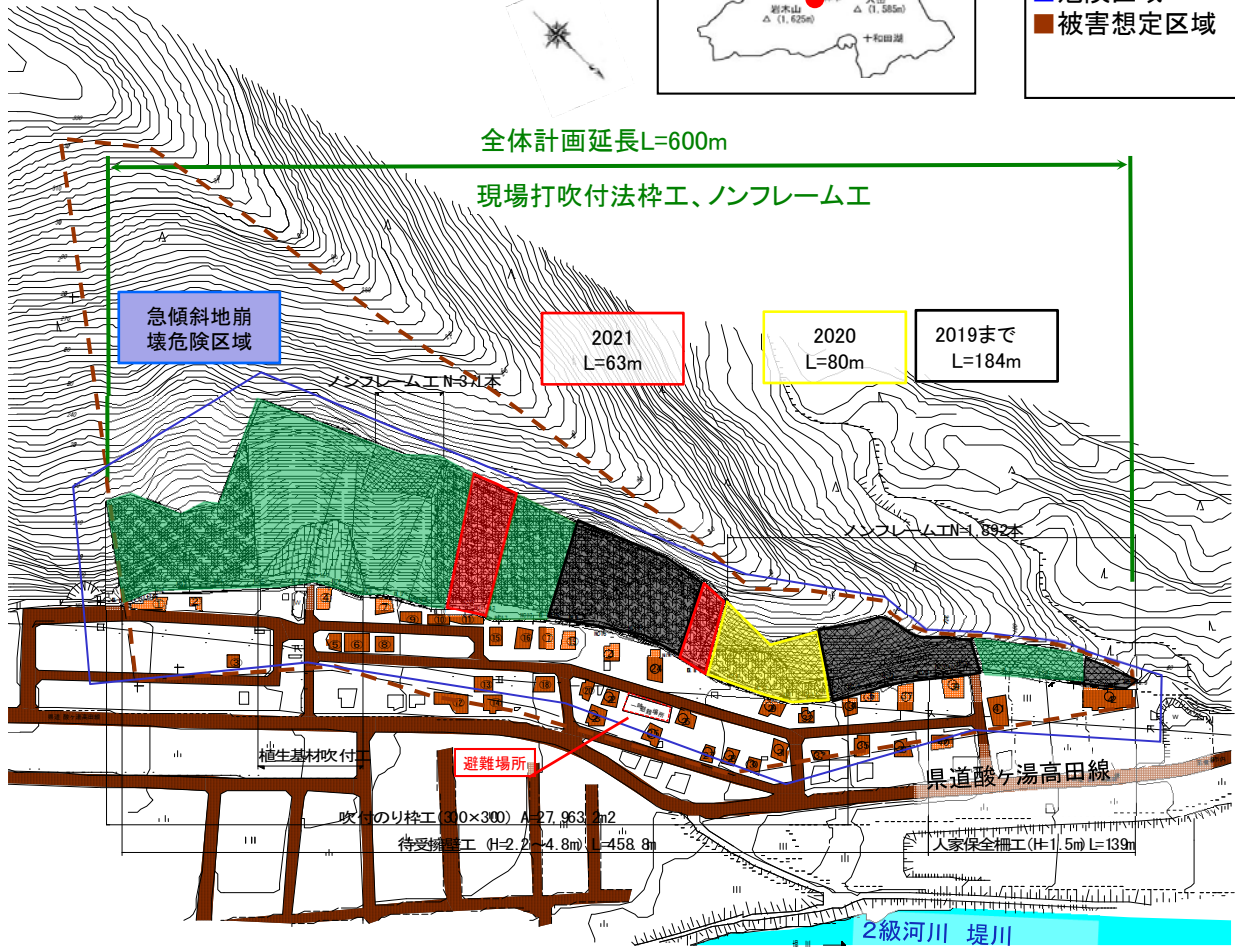 岩木山
△ (1,625m)
△ (1,585m)
十和田湖
■被害想定区域
全体計画延長L=600m
現場打吹付法枠工、ノンフレーム工
急傾斜地崩
壊危険区域
2021
L=63m
2020
L=80m
2019まで
L=184m
ノンフレーム工 N=371本
ノンフレーム工N=1,892本
一時避難場所
避難場所
植生基材吹付工
県道酸ヶ湯高田線
吹付のり枠工(300×300) A=27,963.2m2
待受擁壁工 (H=2.2~4.8m) L=458.8m
人家保全柵工(H=1.5m) L=139m
2級河川 堤川